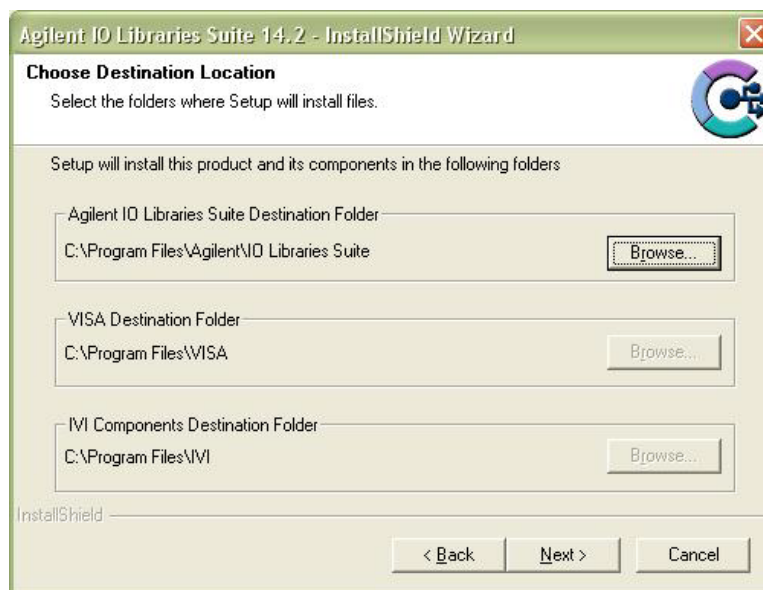 Agilent IO Libraries Suite 14.2 - InstallShield Wizard
Choose Destination Location
Select the folders where Setup will install files.
Setup will install this product and its components in the following folders
Agilent IO Libraries Suite Destination Folder
C:\Program Files\Agilent\IO Libraries Suite
Browse...
VISA Destination Folder
C:\Program Files\VISA
Browse...
IVI Components Destination Folder
C:\Program Files\IVI
Browse...
InstallShield
< Back Next > Cancel